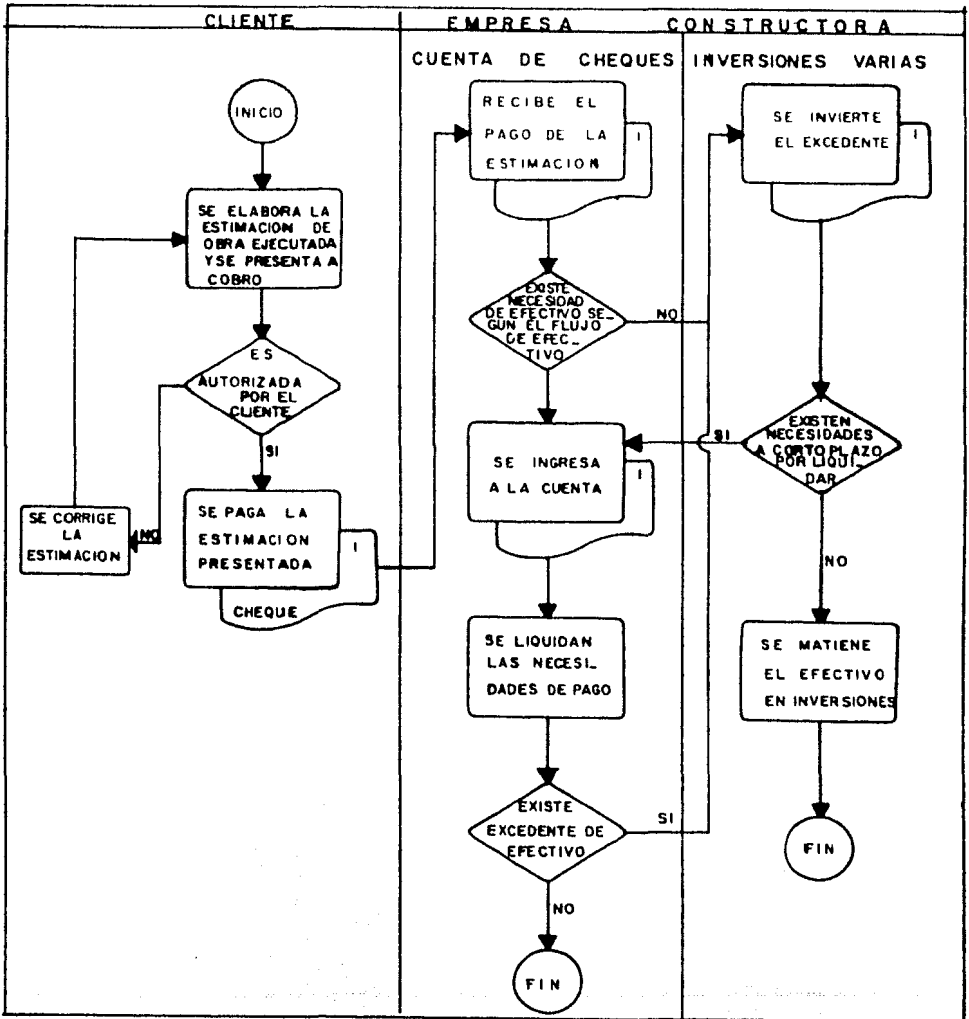 CLIENTE
EMPRESA CONSTRUCTORA
CUENTA DE CHEQUES
INVERSIONES VARIAS
INICIO
SE ELABORA LA
ESTIMACION DE
OBRA EJECUTADA
Y SE PRESENTA A
COBRO
ES
AUTORIZADA
POR EL
CLIENTE
SI
NO
SE CORRIGE
LA
ESTIMACION
SE PAGA LA
ESTIMACION
PRESENTADA
1
CHEQUE
RECIBE EL
PAGO DE LA
ESTIMACION
1
EXISTE
NECESIDAD
DE EFECTIVO SE_
GUN EL FLUJO
DE EFEC_
TIVO
NO
SE INGRESA
A LA CUENTA
1
SE LIQUIDAN
LAS NECESI_
DADES DE PAGO
EXISTE
EXCEDENTE DE
EFECTIVO
SI
NO
FIN
SE INVIERTE
EL EXCEDENTE
1
EXISTEN
NECESIDADES
A CORTO PLAZO
POR LIQUI_
DAR
SI
NO
SE MATIENE
EL EFECTIVO
EN INVERSIONES
FIN